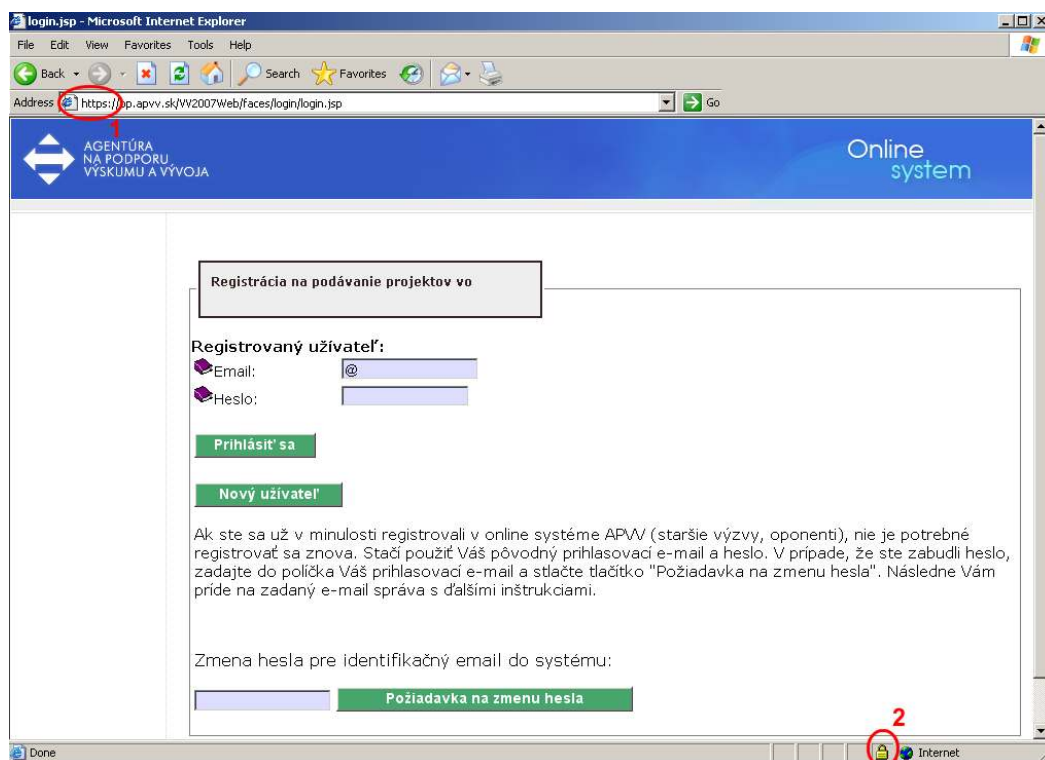 login.jsp - Microsoft Internet Explorer
File Edit View Favorites Tools Help
Back Search Favorites
Address https://op.apvv.sk/VV2007Web/faces/login/login.jsp Go
1
AGENTÚRA
NA PODPORU
VÝSKUMU A VÝVOJA
Online
system
Registrácia na podávanie projektov vo
Registrovaný užívateľ:
Email: @
Heslo:
Prihlásiť sa
Nový užívateľ
Ak ste sa už v minulosti registrovali v online systéme APVV (staršie výzvy, oponenti), nie je potrebné
registrovať sa znova. Stačí použiť Váš pôvodný prihlasovací e-mail a heslo. V prípade, že ste zabudli heslo,
zadajte do políčka Váš prihlasovací e-mail a stlačte tlačítko "Požiadavka na zmenu hesla". Následne Vám
príde na zadaný e-mail správa s ďalšími inštrukciami.
Zmena hesla pre identifikačný email do systému:
Požiadavka na zmenu hesla
2
Done Internet